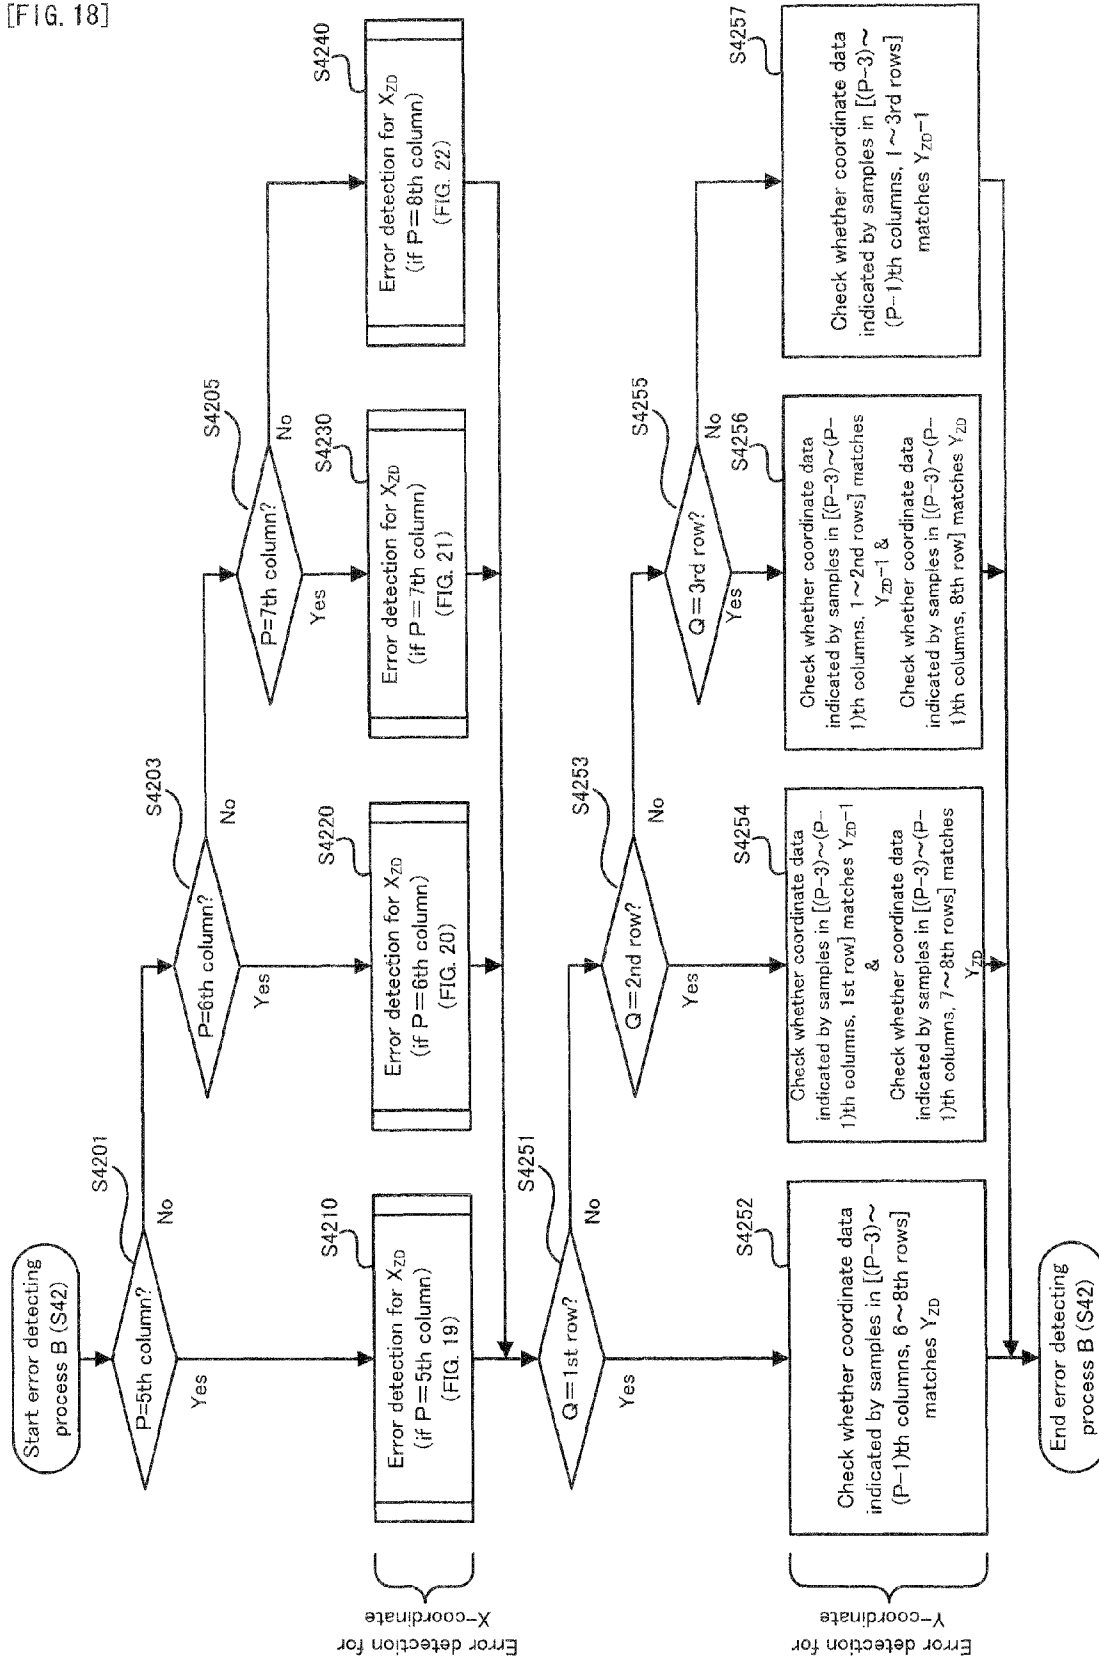 [FIG. 18]
Start error detecting
process B (S42)
S4201
P=5th column?
No
Yes
S4203
P=6th column?
No
Yes
S4205
P=7th column?
No
Yes
S4210
Error detection for XZD
(if P=5th column)
(FIG. 19)
S4220
Error detection for XZD
(if P=6th column)
(FIG. 20)
S4230
Error detection for XZD
(if P=7th column)
(FIG. 21)
S4240
Error detection for XZD
(if P=8th column)
(FIG. 22)
Error detection for
X-coordinate
S4251
Q=1st row?
No
Yes
S4253
Q=2nd row?
No
Yes
S4255
Q=3rd row?
No
Yes
S4252
Check whether coordinate data
indicated by samples in [(P-3)~
(P-1)th columns, 6~8th rows]
matches YZD
S4254
Check whether coordinate data
indicated by samples in [(P-3)~(P-
1)th columns, 1st row] matches YZD-1
&
Check whether coordinate data
indicated by samples in [(P-3)~(P-
1)th columns, 7~8th rows] matches
YZD
S4256
Check whether coordinate data
indicated by samples in [(P-3)~(P-
1)th columns, 1~2nd rows] matches
YZD-1 &
Check whether coordinate data
indicated by samples in [(P-3)~(P-
1)th columns, 8th row] matches YZD
S4257
Check whether coordinate data
indicated by samples in [(P-3)~
(P-1)th columns, 1~3rd rows]
matches YZD-1
Error detection for
Y-coordinate
End error detecting
process B (S42)